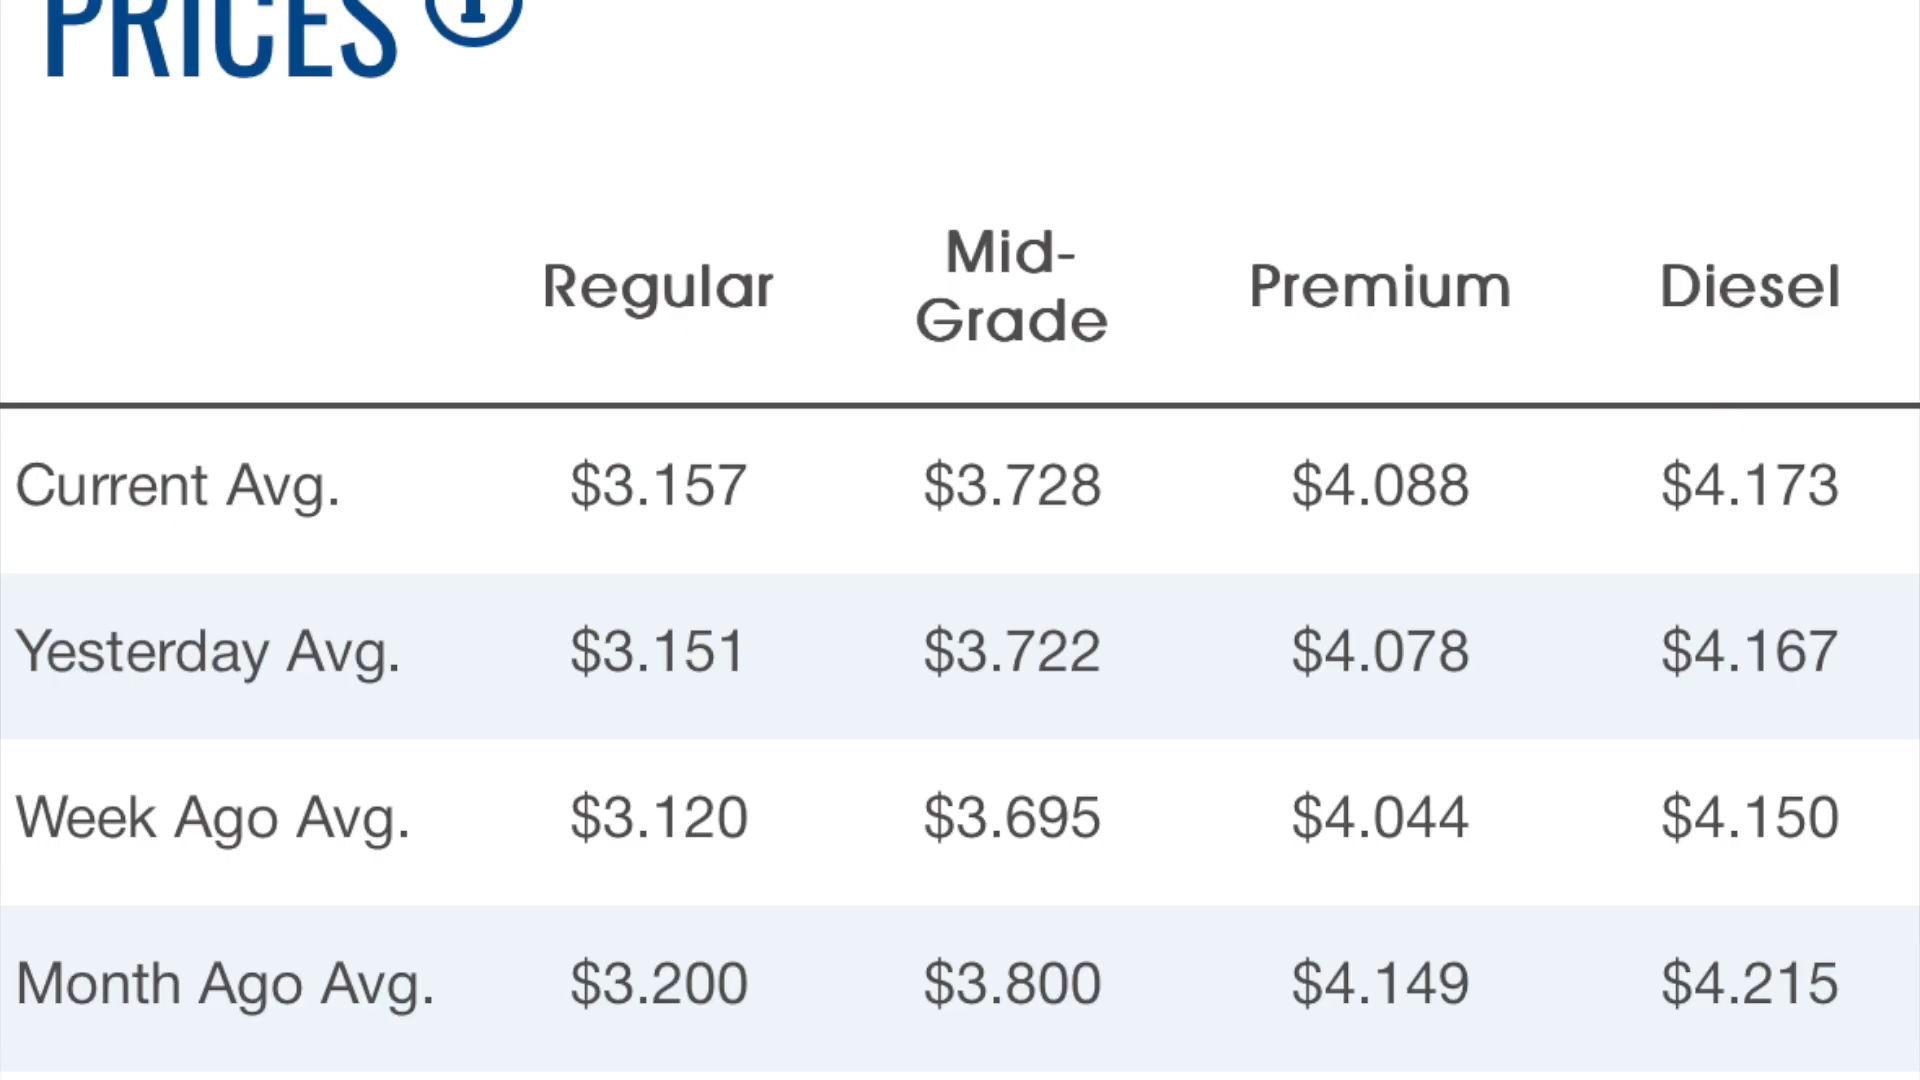 PRICES
Regular Mid-Grade Premium Diesel
Current Avg. $3.157 $3.728 $4.088 $4.173
Yesterday Avg. $3.151 $3.722 $4.078 $4.167
Week Ago Avg. $3.120 $3.695 $4.044 $4.150
Month Ago Avg. $3.200 $3.800 $4.149 $4.215